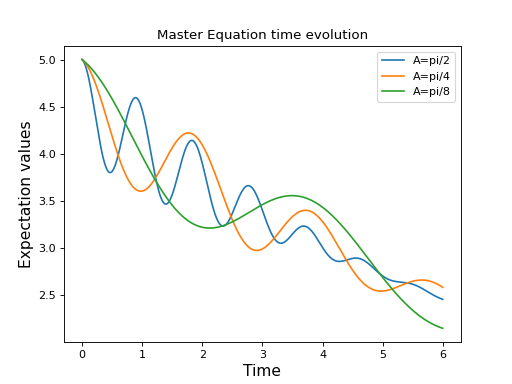 Master Equation time evolution
A=pi/2
A=pi/4
A=pi/8
Expectation values
5.0
4.5
4.0
3.5
3.0
2.5
0 1 2 3 4 5 6
Time